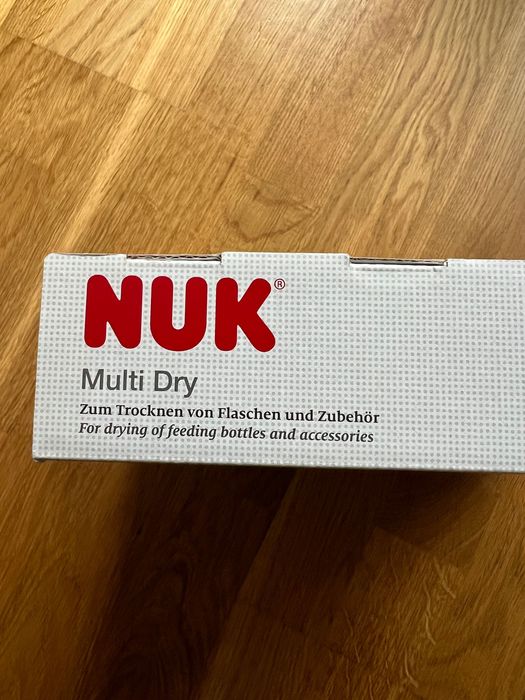 NUK®
Multi Dry
Zum Trocknen von Flaschen und Zubehör
For drying of feeding bottles and accessories